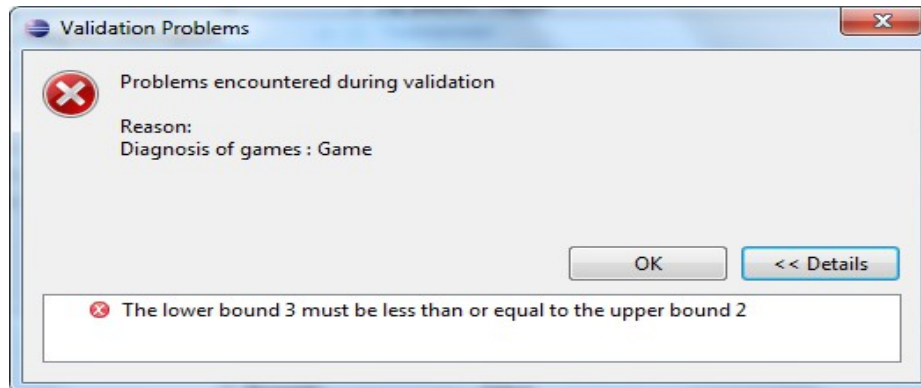 Validation Problems
Problems encountered during validation
Reason:
Diagnosis of games : Game
OK
<< Details
The lower bound 3 must be less than or equal to the upper bound 2